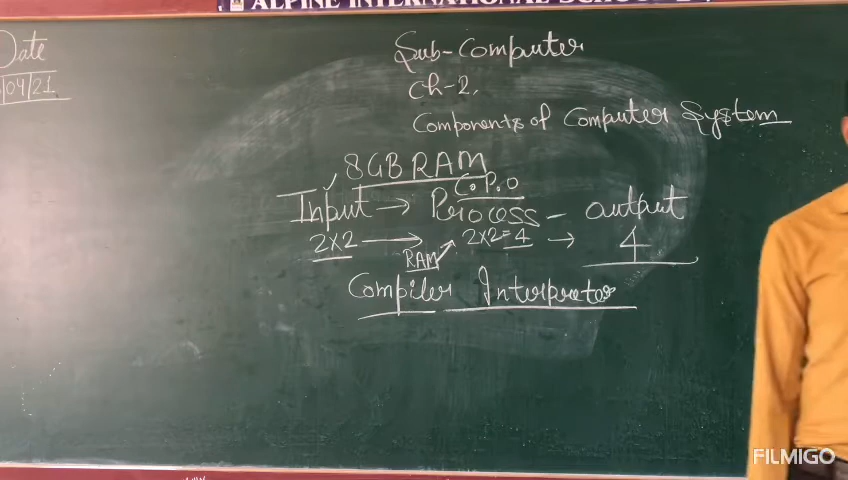 ALPINE INTERNATIONAL SCHOOL
Date
/04/21
Sub-Computer
Ch-2,
Components of Computer System
8GB RAM
C.P.O
Input → Process - output
2x2 → 2x2=4 → 4
RAM
Compiler Interpreter
FILMIGO